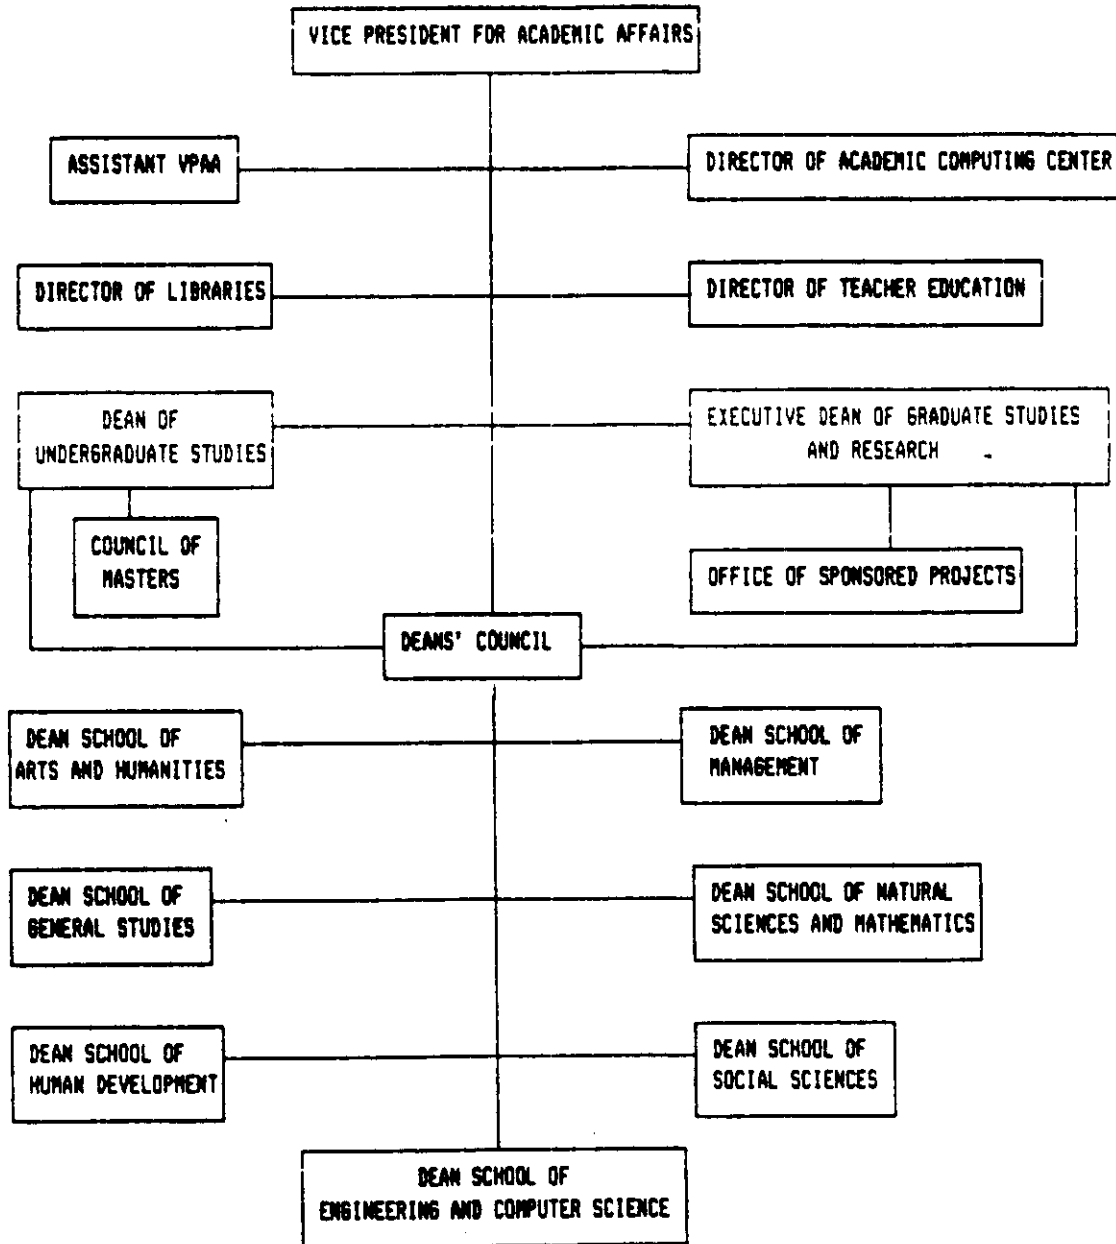 VICE PRESIDENT FOR ACADEMIC AFFAIRS
ASSISTANT VPAA
DIRECTOR OF ACADEMIC COMPUTING CENTER
DIRECTOR OF LIBRARIES
DIRECTOR OF TEACHER EDUCATION
DEAN OF
UNDERGRADUATE STUDIES
EXECUTIVE DEAN OF GRADUATE STUDIES
AND RESEARCH
COUNCIL OF
MASTERS
OFFICE OF SPONSORED PROJECTS
DEANS' COUNCIL
DEAN SCHOOL OF
ARTS AND HUMANITIES
DEAN SCHOOL OF
MANAGEMENT
DEAN SCHOOL OF
GENERAL STUDIES
DEAN SCHOOL OF NATURAL
SCIENCES AND MATHEMATICS
DEAN SCHOOL OF
HUMAN DEVELOPMENT
DEAN SCHOOL OF
SOCIAL SCIENCES
DEAN SCHOOL OF
ENGINEERING AND COMPUTER SCIENCE